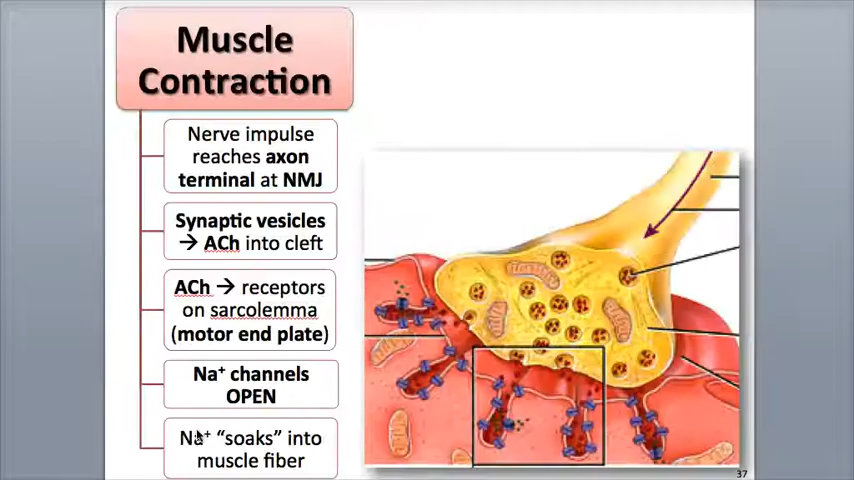 Muscle
Contraction
Nerve impulse
reaches axon
terminal at NMJ
Synaptic vesicles
→ ACh into cleft
ACh → receptors
on sarcolemma
(motor end plate)
Na⁺ channels
OPEN
Na⁺ “soaks” into
muscle fiber
37